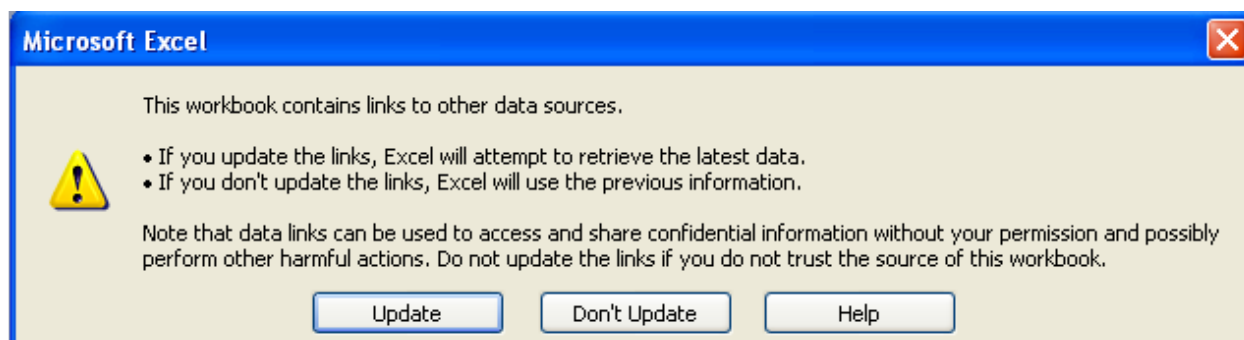 Microsoft Excel
This workbook contains links to other data sources.
• If you update the links, Excel will attempt to retrieve the latest data.
• If you don't update the links, Excel will use the previous information.
Note that data links can be used to access and share confidential information without your permission and possibly
perform other harmful actions. Do not update the links if you do not trust the source of this workbook.
Update Don't Update Help